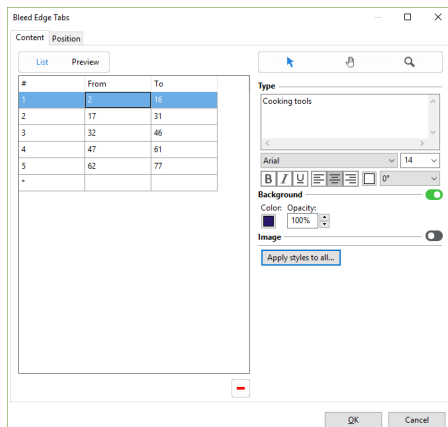 Bleed Edge Tabs
Content Position
List Preview
# From To
1 2 16
2 17 31
3 32 46
4 47 61
5 62 77
*
Type
Cooking tools
Arial 14
B I U 0°
Background
Color: Opacity:
100%
Image
Apply styles to all...
OK Cancel